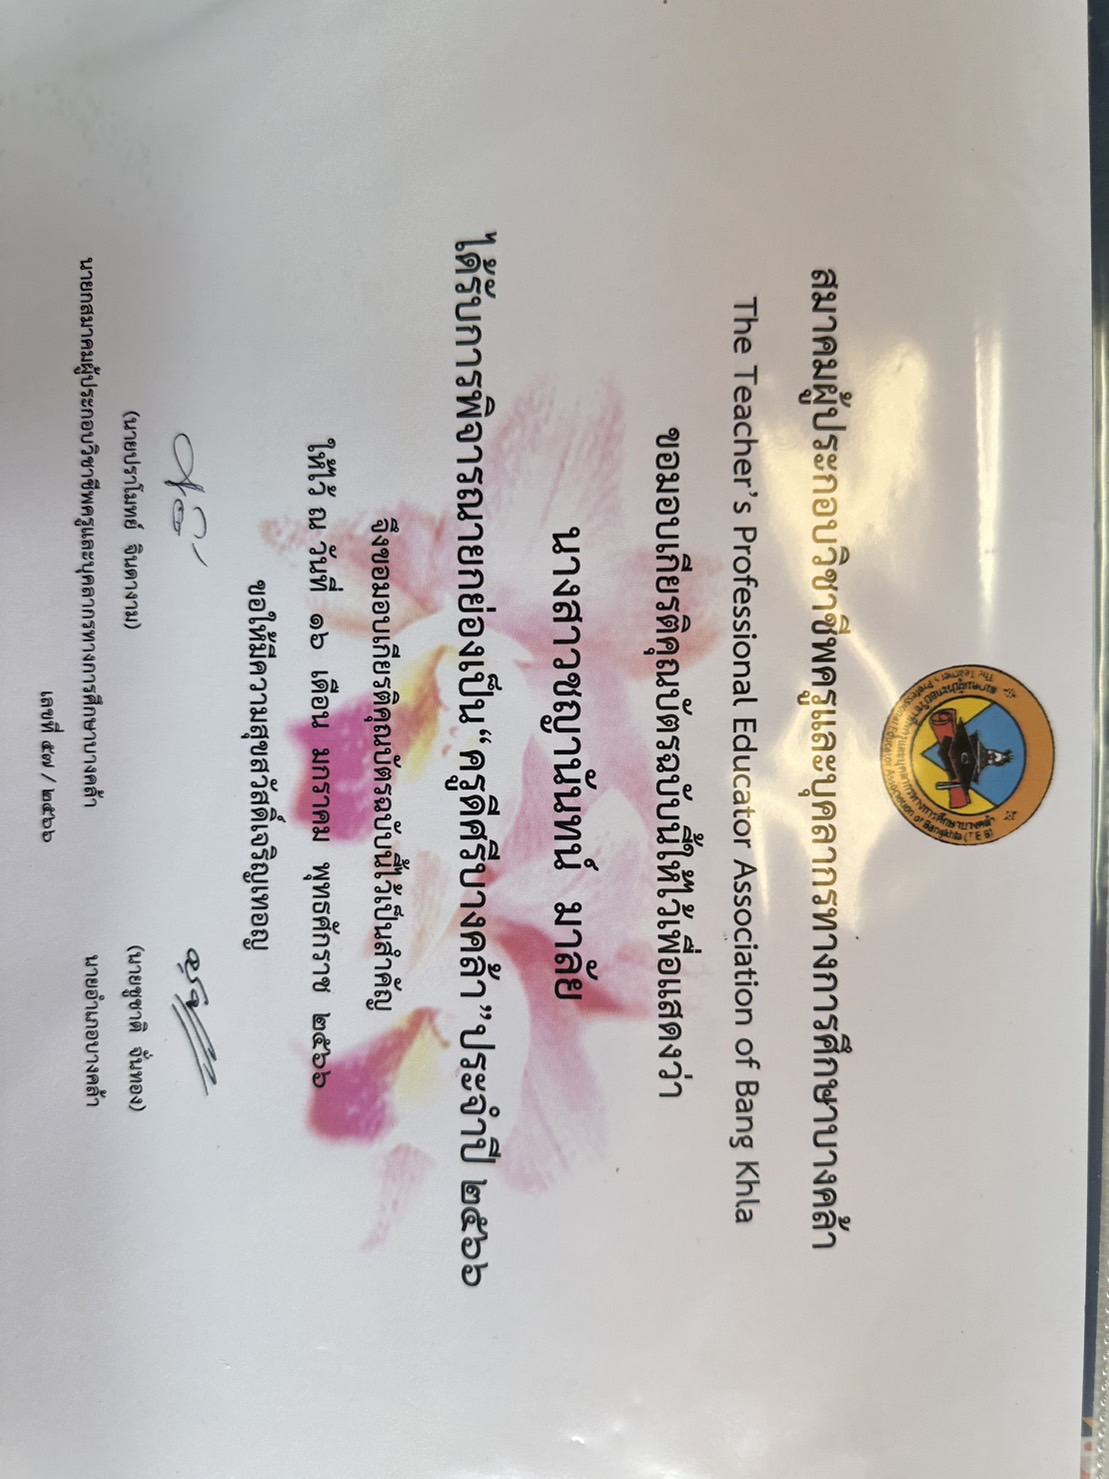 สมาคมผู้ประกอบวิชาชีพครูและบุคลากรทางการศึกษาบางคล้า
The Teacher's Professional Educator Association of Bang Khla
ขอมอบเกียรติคุณบัตรฉบับนี้ให้ไว้เพื่อแสดงว่า
นางสาวชญานันทน์ มาลัย
ได้รับการพิจารณายกย่องเป็น“ครูดีศรีบางคล้า”ประจำปี ๒๕๖๖
จึงขอมอบเกียรติคุณบัตรฉบับนี้ไว้เป็นสำคัญ
ให้ไว้ ณ วันที่ ๑๖ เดือน มกราคม พุทธศักราช ๒๕๖๖
ขอให้มีความสุขสวัสดิ์เจริญเทอญ
(นายปราโมทย์ จินดางาม)
นายกสมาคมผู้ประกอบวิชาชีพครูและบุคลากรทางการศึกษาบางคล้า
(นายชูชาติ จั่นทอง)
นายอำเภอบางคล้า
เลขที่ ๕๗ / ๒๕๖๖